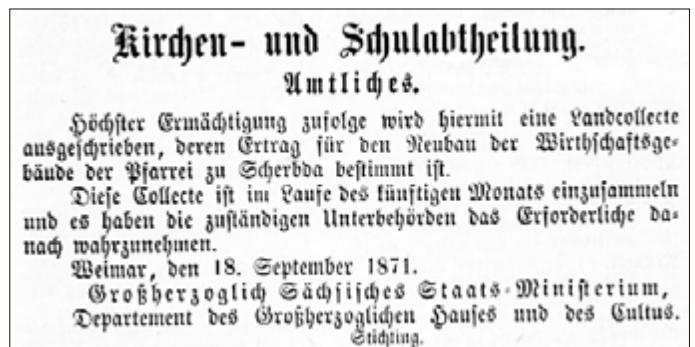 Kirchen- und Schulabtheilung.
Amtliches.
Höchster Ermächtigung zufolge wird hiermit eine Landcollecte
ausgeschrieben, deren Ertrag für den Neubau der Wirthschaftsge-
bäude der Pfarrei zu Scherbda bestimmt ist.
Diese Collecte ist im Laufe des künftigen Monats einzusammeln
und es haben die zuständigen Unterbehörden das Erforderliche da-
nach wahrzunehmen.
Weimar, den 18. September 1871.
Großherzoglich Sächsisches Staats-Ministerium,
Departement des Großherzoglichen Hauses und des Cultus.
Stichling.